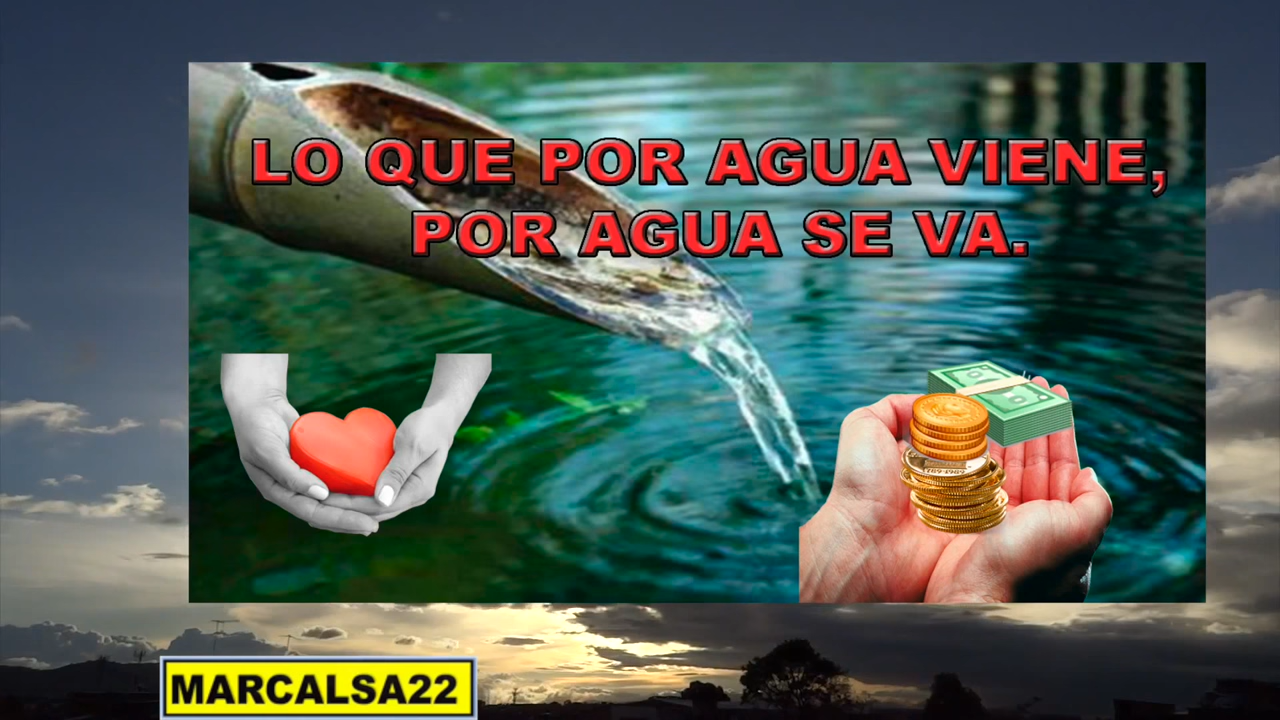 LO QUE POR AGUA VIENE,
POR AGUA SE VA.
MARCALSA22